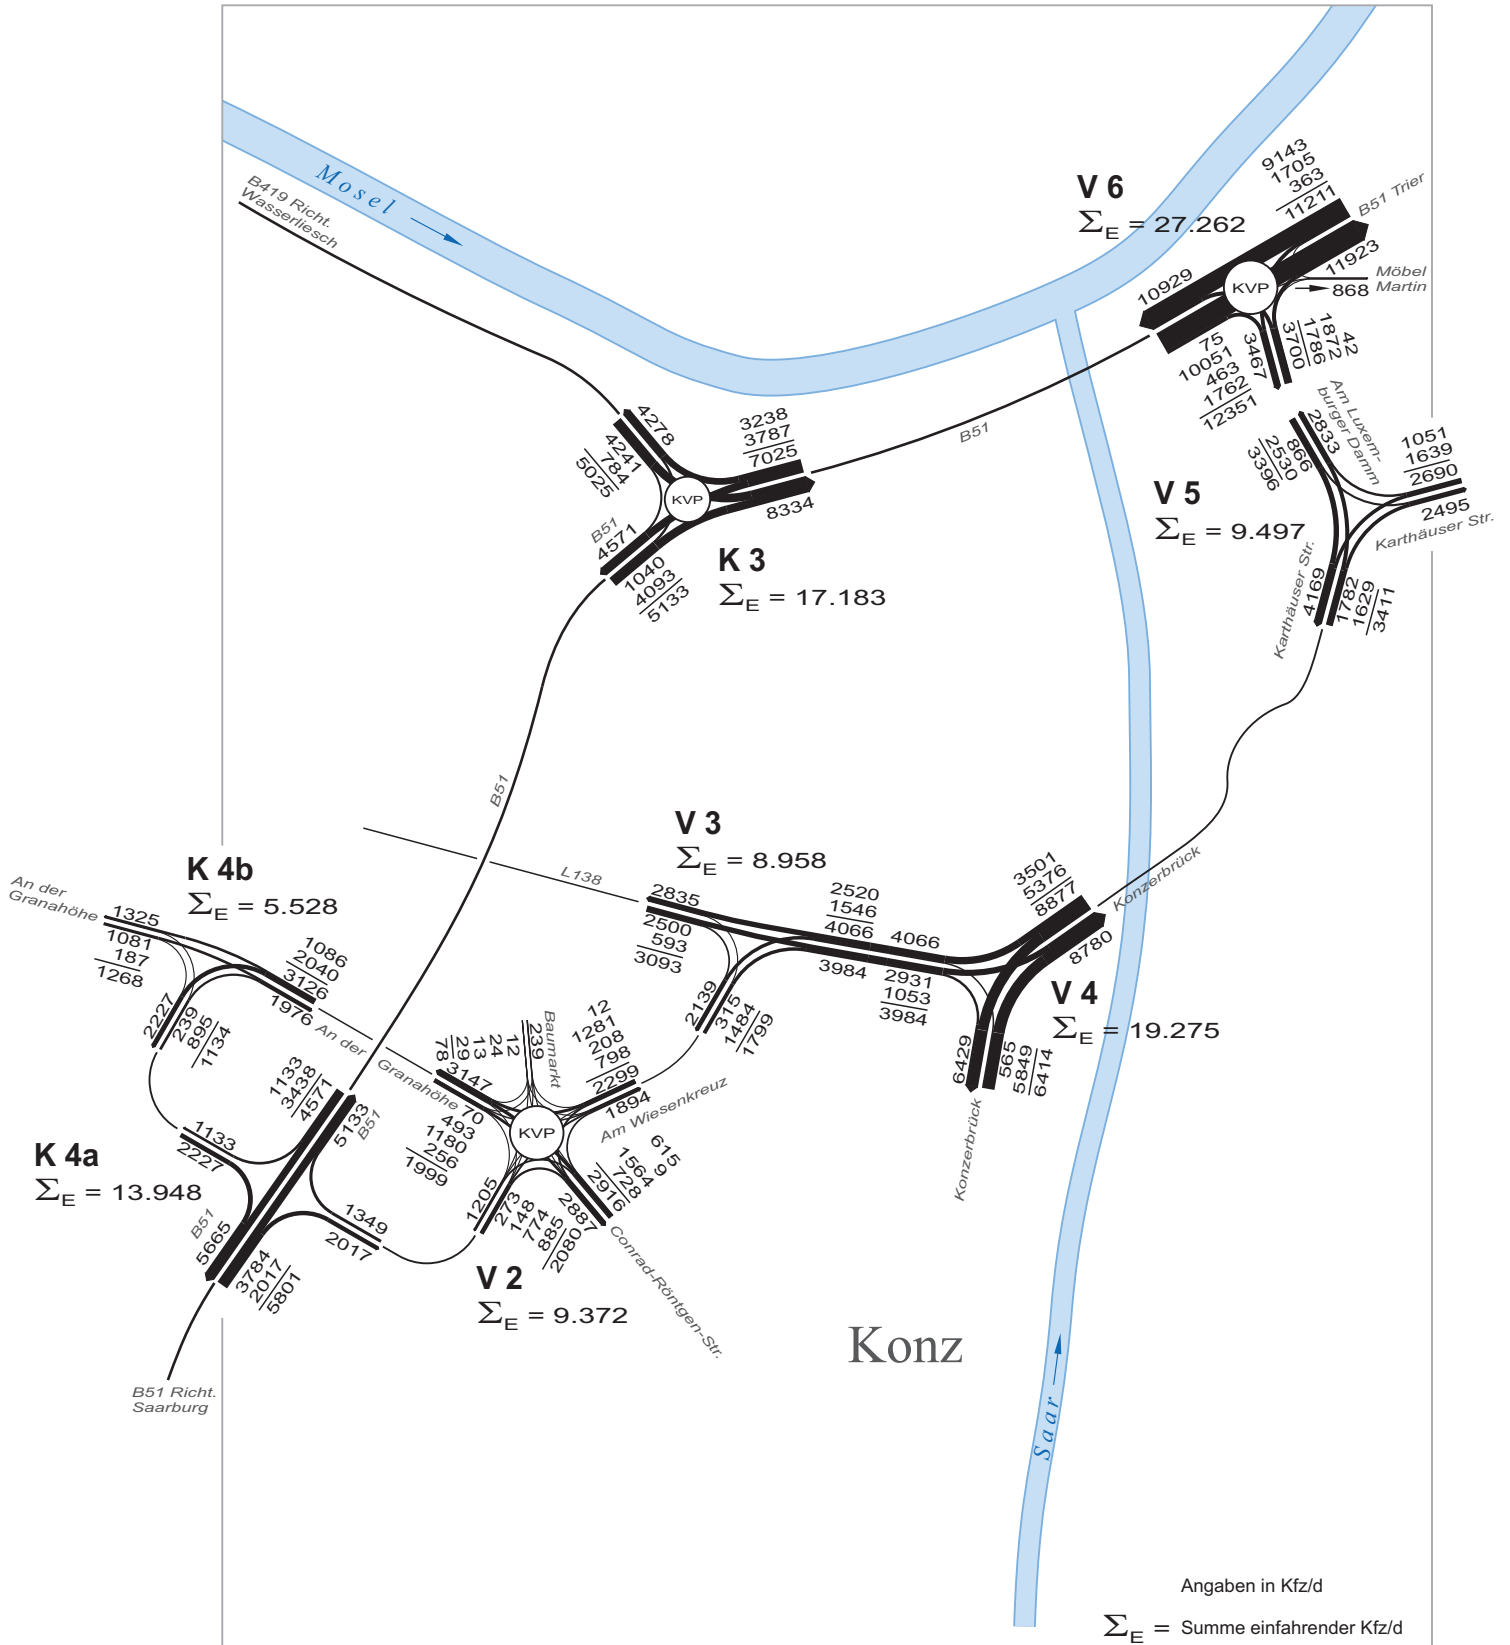 Mosel
B419 Richt.
Wasserliesch
V 6
ΣE = 27.262
9143
1705
363
11211
B51 Trier
11923
Möbel
Martin
868
10929
KVP
75
10051
463
1762
12351
3467
3700
1786
1872
42
B51
4278
4241
784
5025
3238
3787
7025
KVP
8334
B51
4571
1040
4093
5133
K 3
ΣE = 17.183
Am Luxem-
burger Damm
2833
866
2530
3396
1051
1639
2690
2495
Karthäuser Str.
V 5
ΣE = 9.497
Karthäuser Str.
4169
1782
1629
3411
B51
L138
V 3
ΣE = 8.958
2835
2500
593
3093
2520
1546
4066
4066
3984
2931
1053
3984
2139
315
1484
1799
3501
5376
8877
8780
Konzerbrück
V 4
ΣE = 19.275
6429
565
5849
6414
Konzerbrück
K 4b
ΣE = 5.528
An der
Granahöhe
1325
1081
187
1268
1086
2040
3126
1976
2227
239
895
1134
An der
Granahöhe
K 4a
ΣE = 13.948
1133
3438
4571
5133
B51
1133
2227
B51
5665
3784
2017
5801
1349
2017
B51 Richt.
Saarburg
78
29
13
24
12
239
Baumarkt
3147
70
493
1180
256
1999
12
1281
208
798
2299
1894
Am Wiesenkreuz
KVP
615
9
1564
728
2916
2887
Conrad-Röntgen-Str.
1205
273
148
774
885
2080
V 2
ΣE = 9.372
Konz
Saar
Angaben in Kfz/d
ΣE = Summe einfahrender Kfz/d